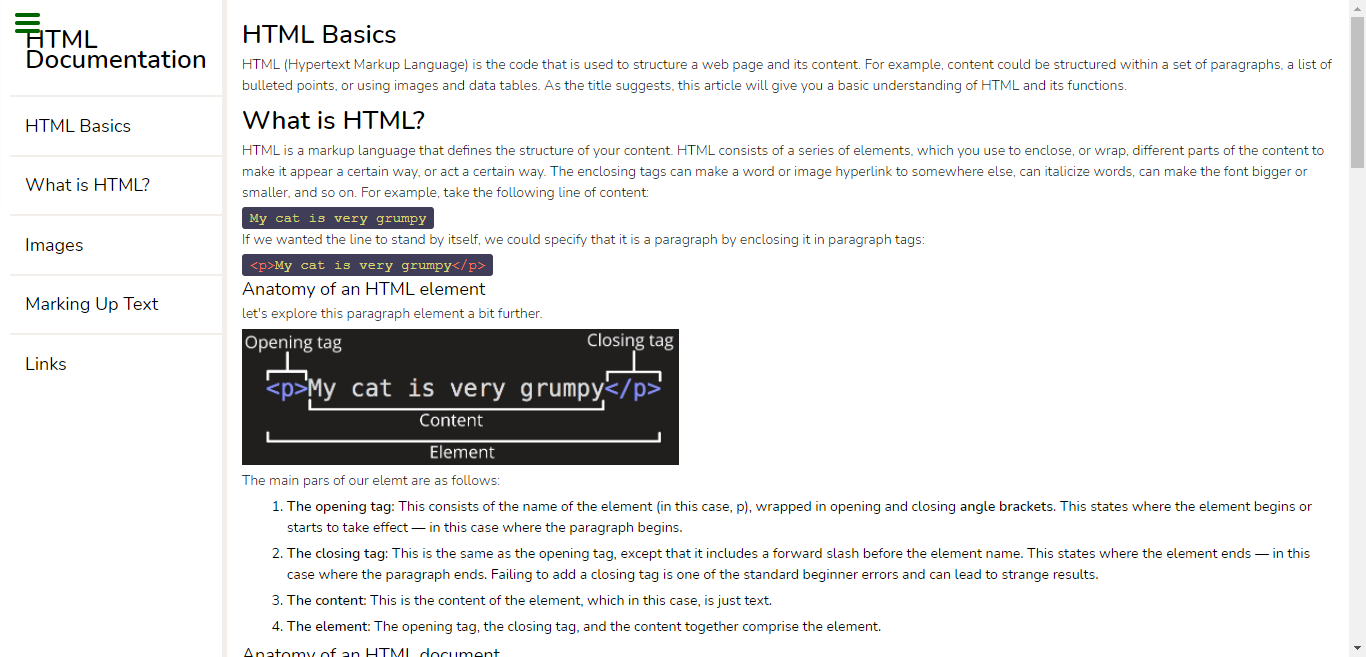 HTML
Documentation
HTML Basics
What is HTML?
Images
Marking Up Text
Links
HTML Basics
HTML (Hypertext Markup Language) is the code that is used to structure a web page and its content. For example, content could be structured within a set of paragraphs, a list of
bulleted points, or using images and data tables. As the title suggests, this article will give you a basic understanding of HTML and its functions.
What is HTML?
HTML is a markup language that defines the structure of your content. HTML consists of a series of elements, which you use to enclose, or wrap, different parts of the content to
make it appear a certain way, or act a certain way. The enclosing tags can make a word or image hyperlink to somewhere else, can italicize words, can make the font bigger or
smaller, and so on. For example, take the following line of content:
My cat is very grumpy
If we wanted the line to stand by itself, we could specify that it is a paragraph by enclosing it in paragraph tags:
<p>My cat is very grumpy</p>
Anatomy of an HTML element
let's explore this paragraph element a bit further.
Opening tag Closing tag
<p>My cat is very grumpy</p>
Content
Element
The main pars of our elemt are as follows:
1. The opening tag: This consists of the name of the element (in this case, p), wrapped in opening and closing angle brackets. This states where the element begins or
starts to take effect — in this case where the paragraph begins.
2. The closing tag: This is the same as the opening tag, except that it includes a forward slash before the element name. This states where the element ends — in this
case where the paragraph ends. Failing to add a closing tag is one of the standard beginner errors and can lead to strange results.
3. The content: This is the content of the element, which in this case, is just text.
4. The element: The opening tag, the closing tag, and the content together comprise the element.
Anatomy of an HTML document